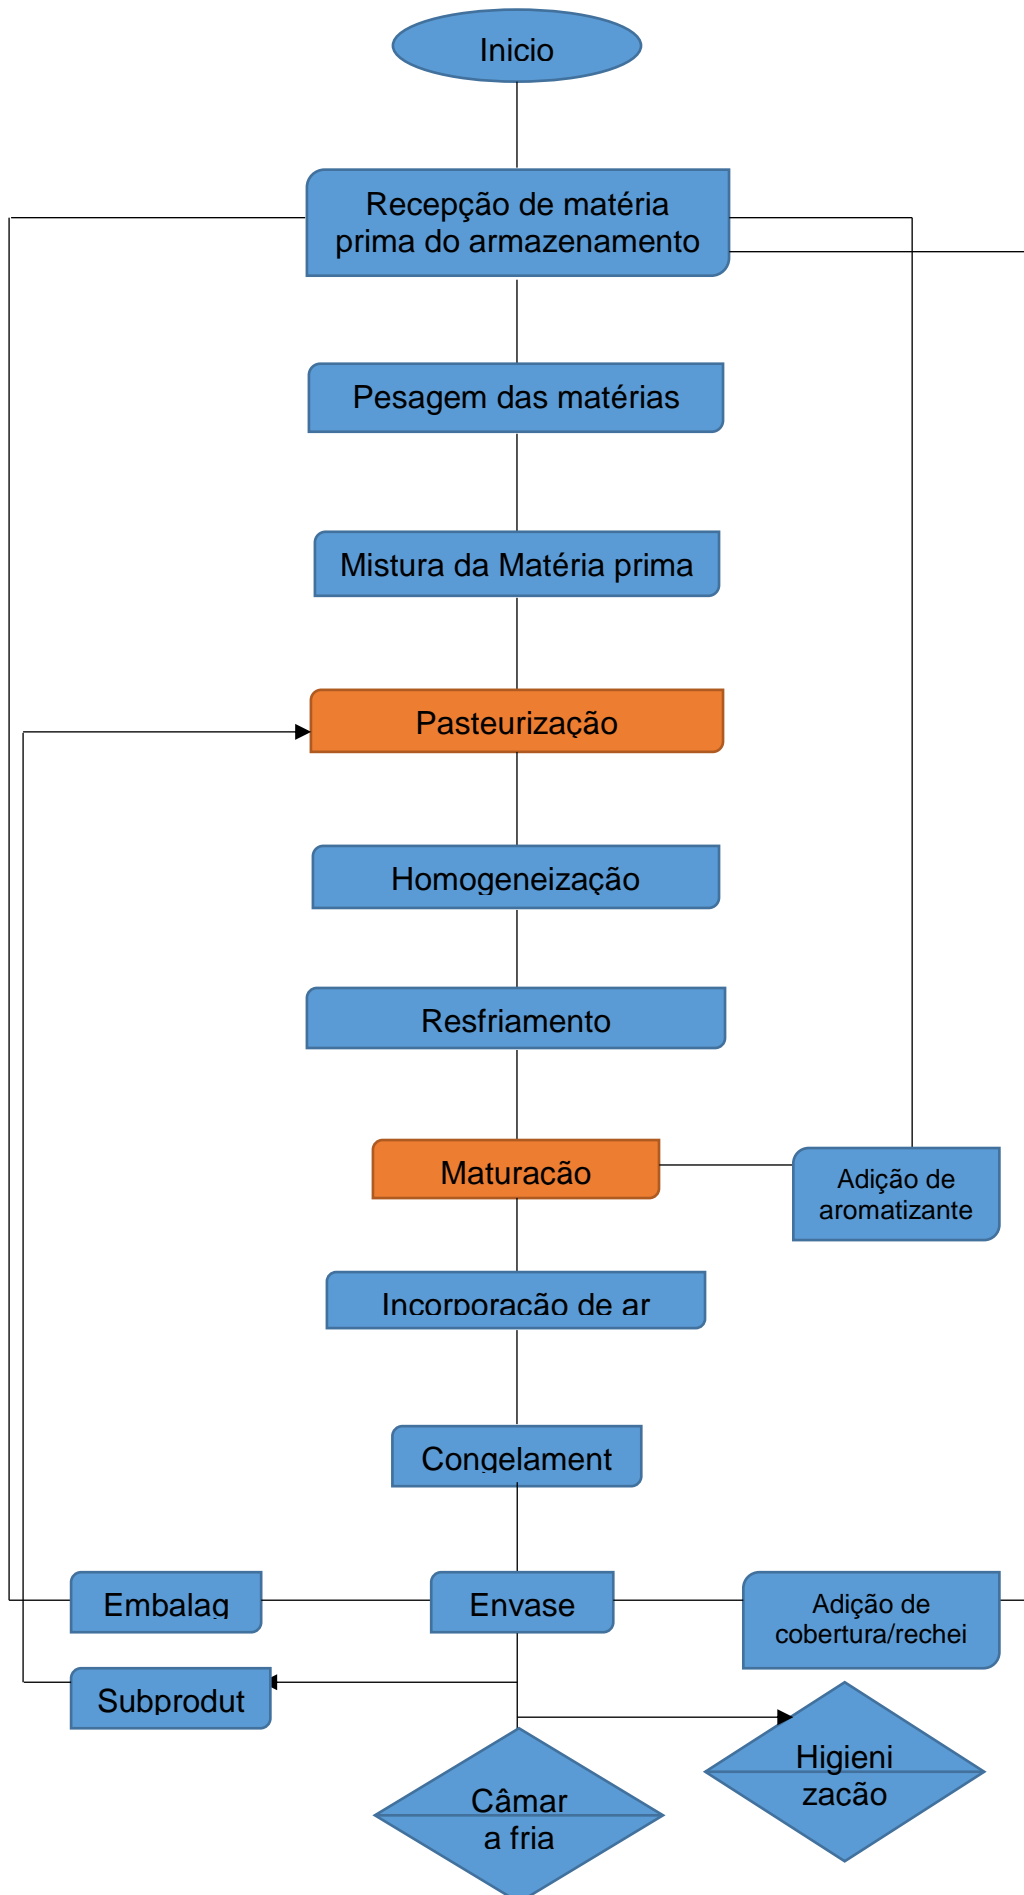 Inicio
Recepção de matéria
prima do armazenamento
Pesagem das matérias
Mistura da Matéria prima
Pasteurização
Homogeneização
Resfriamento
Maturacão
Adição de
aromatizante
Incorporação de ar
Congelament
Embalag
Envase
Adição de
cobertura/rechei
Subprodut
Higieni
zacão
Câmar
a fria